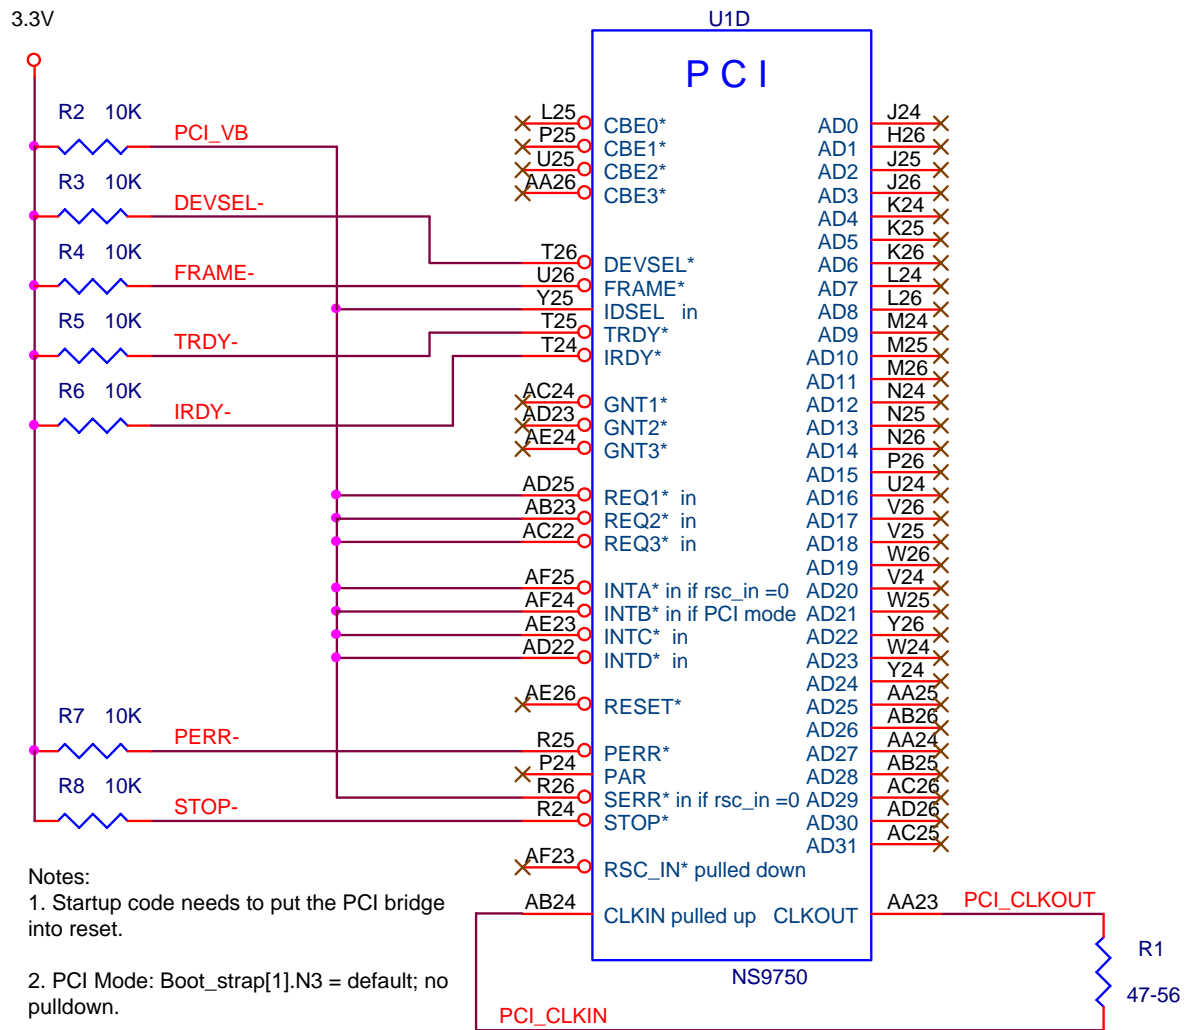 3.3V
U1D
P C I
R2 10K
PCI_VB
R3 10K
DEVSEL-
R4 10K
FRAME-
R5 10K
TRDY-
R6 10K
IRDY-
R7 10K
PERR-
R8 10K
STOP-
L25 CBE0*
P25 CBE1*
U25 CBE2*
AA26 CBE3*
T26 DEVSEL*
U26 FRAME*
Y25 IDSEL in
T25 TRDY*
T24 IRDY*
AC24 GNT1*
AD23 GNT2*
AE24 GNT3*
AD25 REQ1* in
AB23 REQ2* in
AC22 REQ3* in
AF25 INTA* in if rsc_in =0
AF24 INTB* in if PCI mode
AE23 INTC* in
AD22 INTD* in
AE26 RESET*
R25 PERR*
P24 PAR
R26 SERR* in if rsc_in =0
R24 STOP*
AF23 RSC_IN* pulled down
AB24 CLKIN pulled up
AD0 J24
AD1 H26
AD2 J25
AD3 J26
AD4 K24
AD5 K25
AD6 K26
AD7 L24
AD8 L26
AD9 M24
AD10 M25
AD11 M26
AD12 N24
AD13 N25
AD14 N26
AD15 P26
AD16 U24
AD17 V26
AD18 V25
AD19 W26
AD20 V24
AD21 W25
AD22 Y26
AD23 W24
AD24 Y24
AD25 AA25
AD26 AB26
AD27 AA24
AD28 AB25
AD29 AC26
AD30 AD26
AD31 AC25
CLKOUT AA23
PCI_CLKOUT
R1
47-56
NS9750
PCI_CLKIN
Notes:
1. Startup code needs to put the PCI bridge
into reset.
2. PCI Mode: Boot_strap[1].N3 = default; no
pulldown.